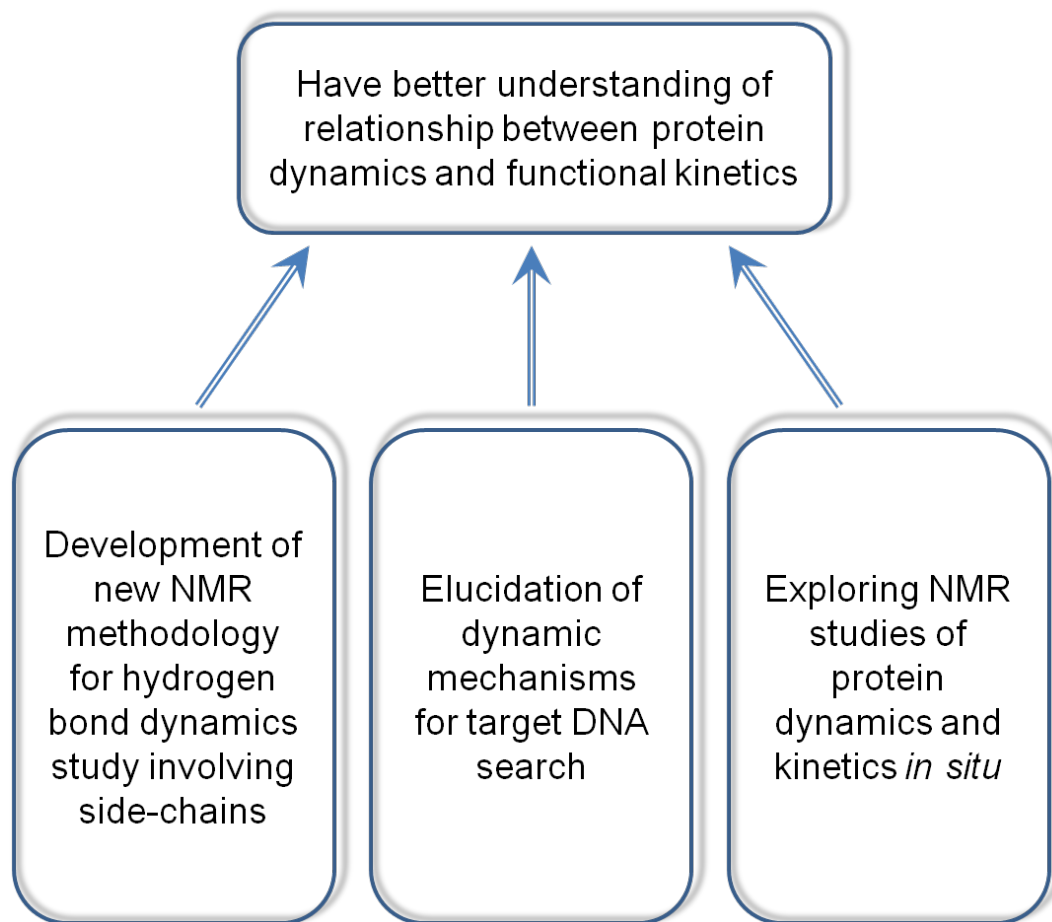 Have better understanding of
relationship between protein
dynamics and functional kinetics
Development of
new NMR
methodology
for hydrogen
bond dynamics
study involving
side-chains
Elucidation of
dynamic
mechanisms
for target DNA
search
Exploring NMR
studies of
protein
dynamics and
kinetics in situ